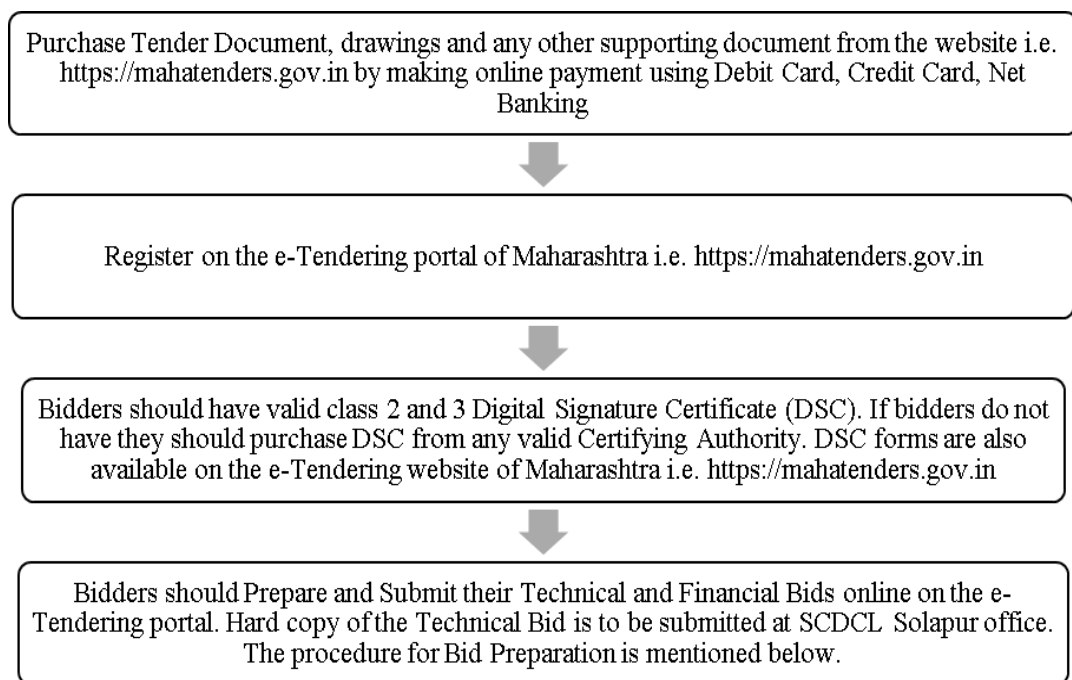 Purchase Tender Document, drawings and any other supporting document from the website i.e.
https://mahatenders.gov.in by making online payment using Debit Card, Credit Card, Net
Banking
Register on the e-Tendering portal of Maharashtra i.e. https://mahatenders.gov.in
Bidders should have valid class 2 and 3 Digital Signature Certificate (DSC). If bidders do not
have they should purchase DSC from any valid Certifying Authority. DSC forms are also
available on the e-Tendering website of Maharashtra i.e. https://mahatenders.gov.in
Bidders should Prepare and Submit their Technical and Financial Bids online on the e-
Tendering portal. Hard copy of the Technical Bid is to be submitted at SCDCL Solapur office.
The procedure for Bid Preparation is mentioned below.